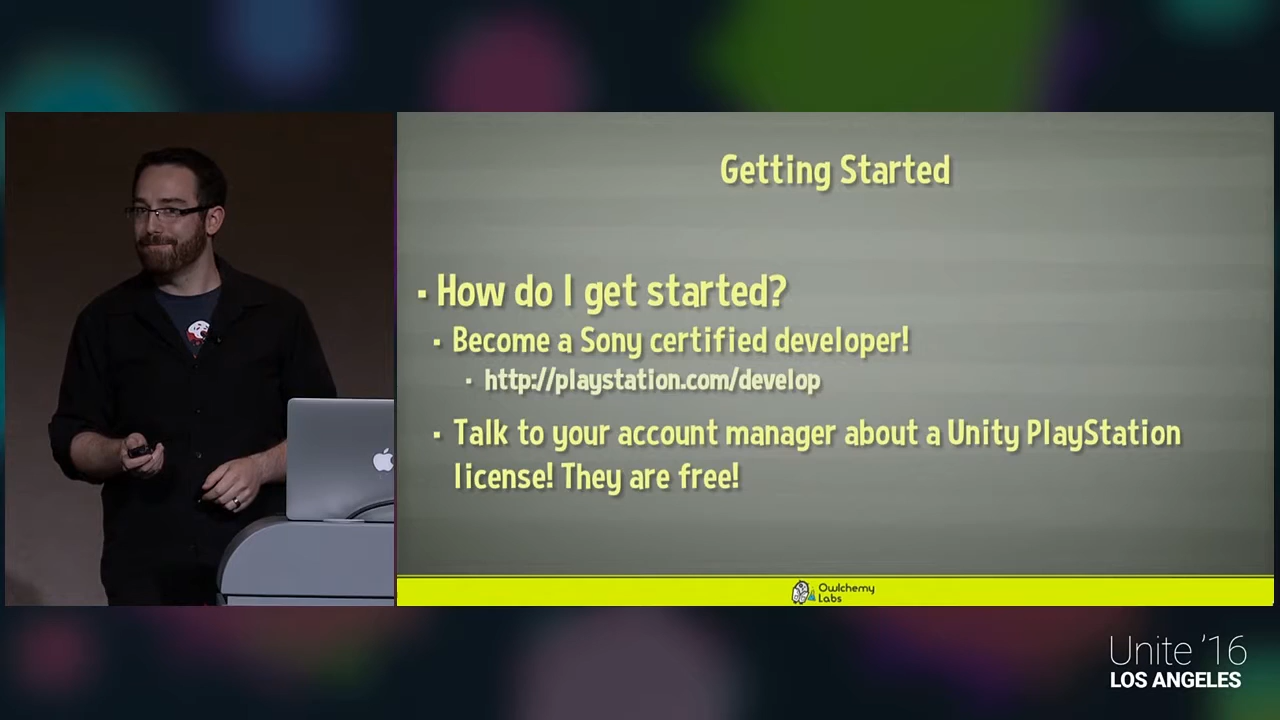 Getting Started
▪ How do I get started?
▪ Become a Sony certified developer!
▪ http://playstation.com/develop
▪ Talk to your account manager about a Unity PlayStation
license! They are free!
Owlchemy
Labs
Unite '16
LOS ANGELES